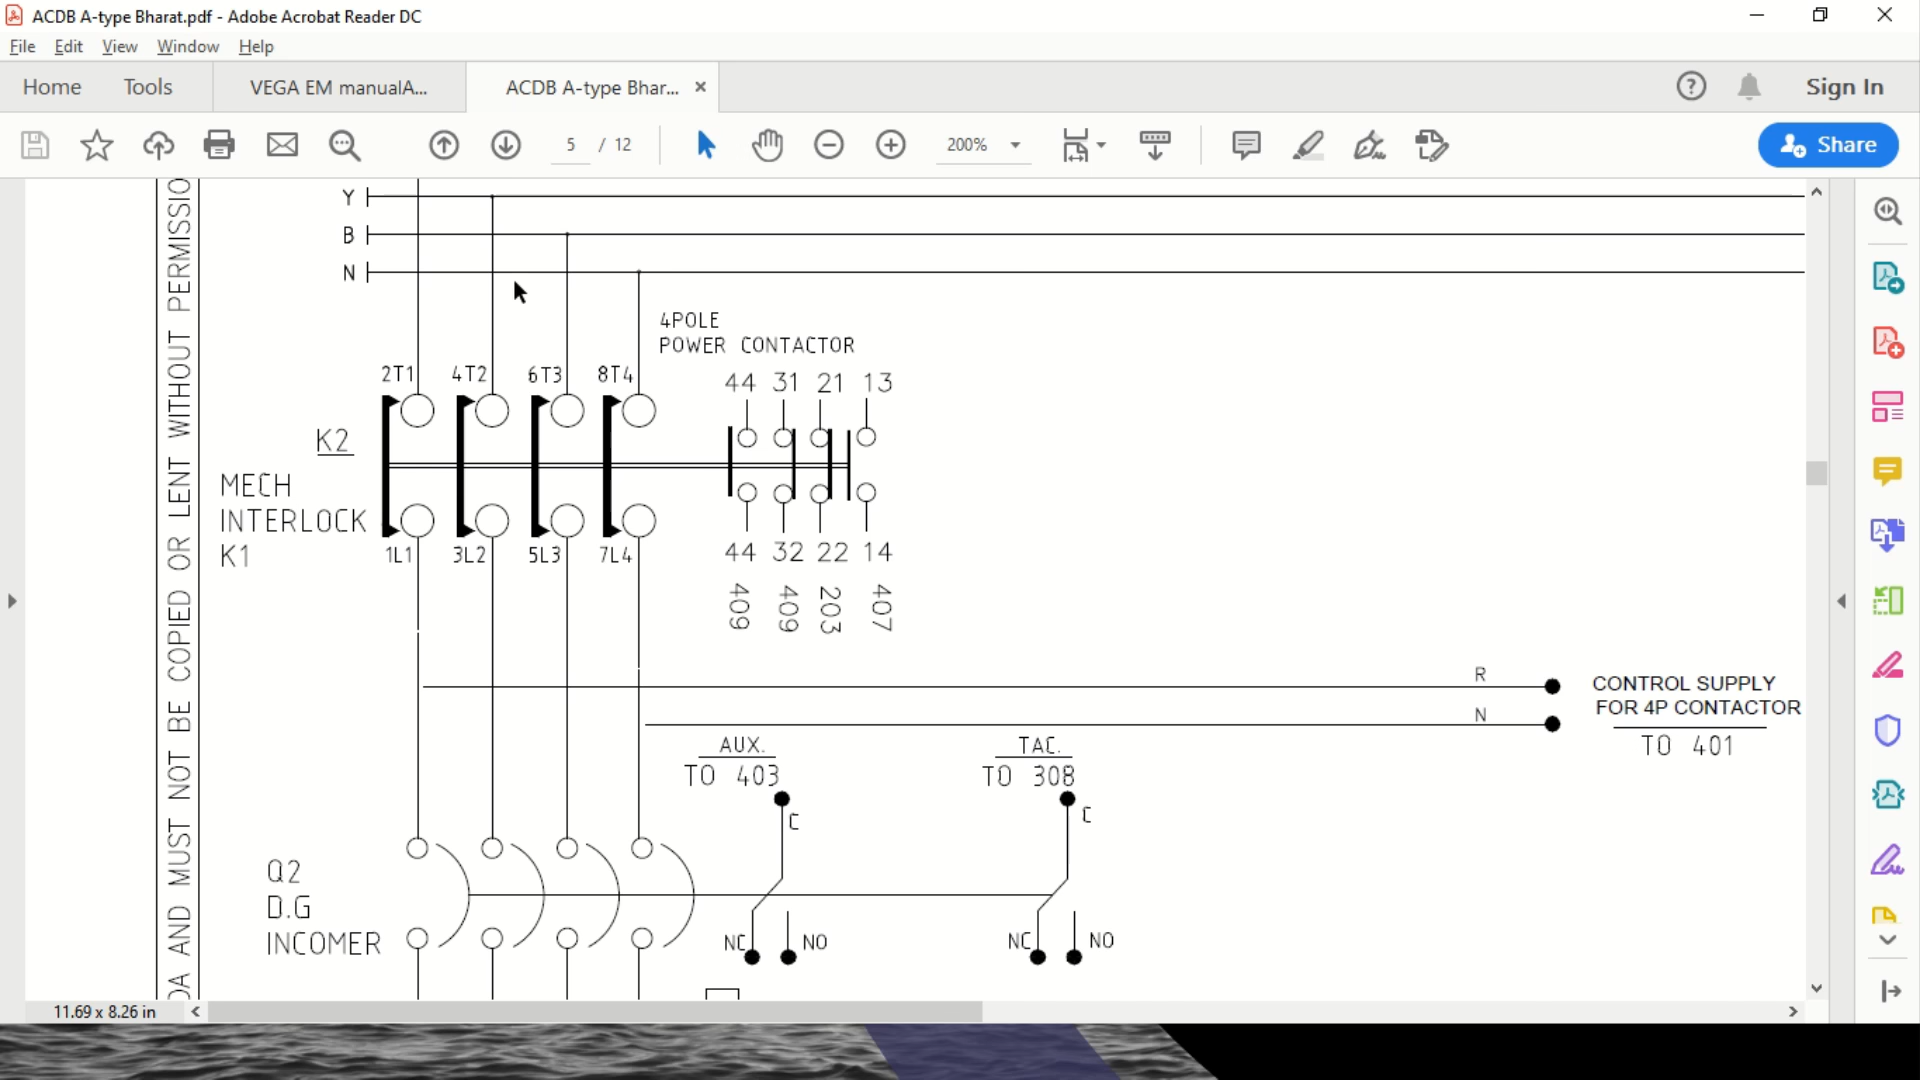 ACDB A-type Bharat.pdf - Adobe Acrobat Reader DC
File Edit View Window Help
Home Tools VEGA EM manualA... ACDB A-type Bhar... × Sign In
5 / 12 200% Share
DA AND MUST NOT BE COPIED OR LENT WITHOUT PERMISSIO
Y
B
N
4POLE
POWER CONTACTOR
2T1 4T2 6T3 8T4
44 31 21 13
K2
MECH
INTERLOCK
K1
1L1 3L2 5L3 7L4
44 32 22 14
409 409 203 407
R
CONTROL SUPPLY
FOR 4P CONTACTOR
N
TO 401
AUX.
TO 403
TAC.
TO 308
C C
Q2
D.G
INCOMER
NC NO NC NO
11.69 x 8.26 in